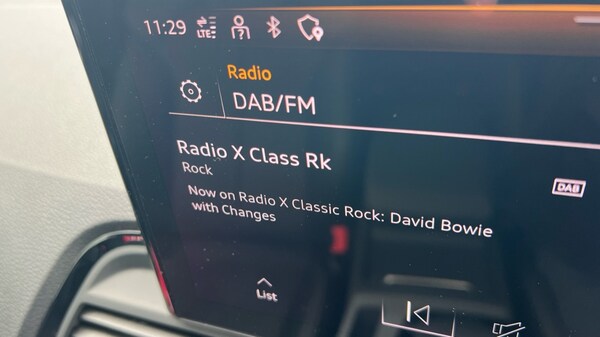 11:29 LTE ?
Radio
DAB/FM
Radio X Class Rk
Rock
DAB
Now on Radio X Classic Rock: David Bowie
with Changes
List